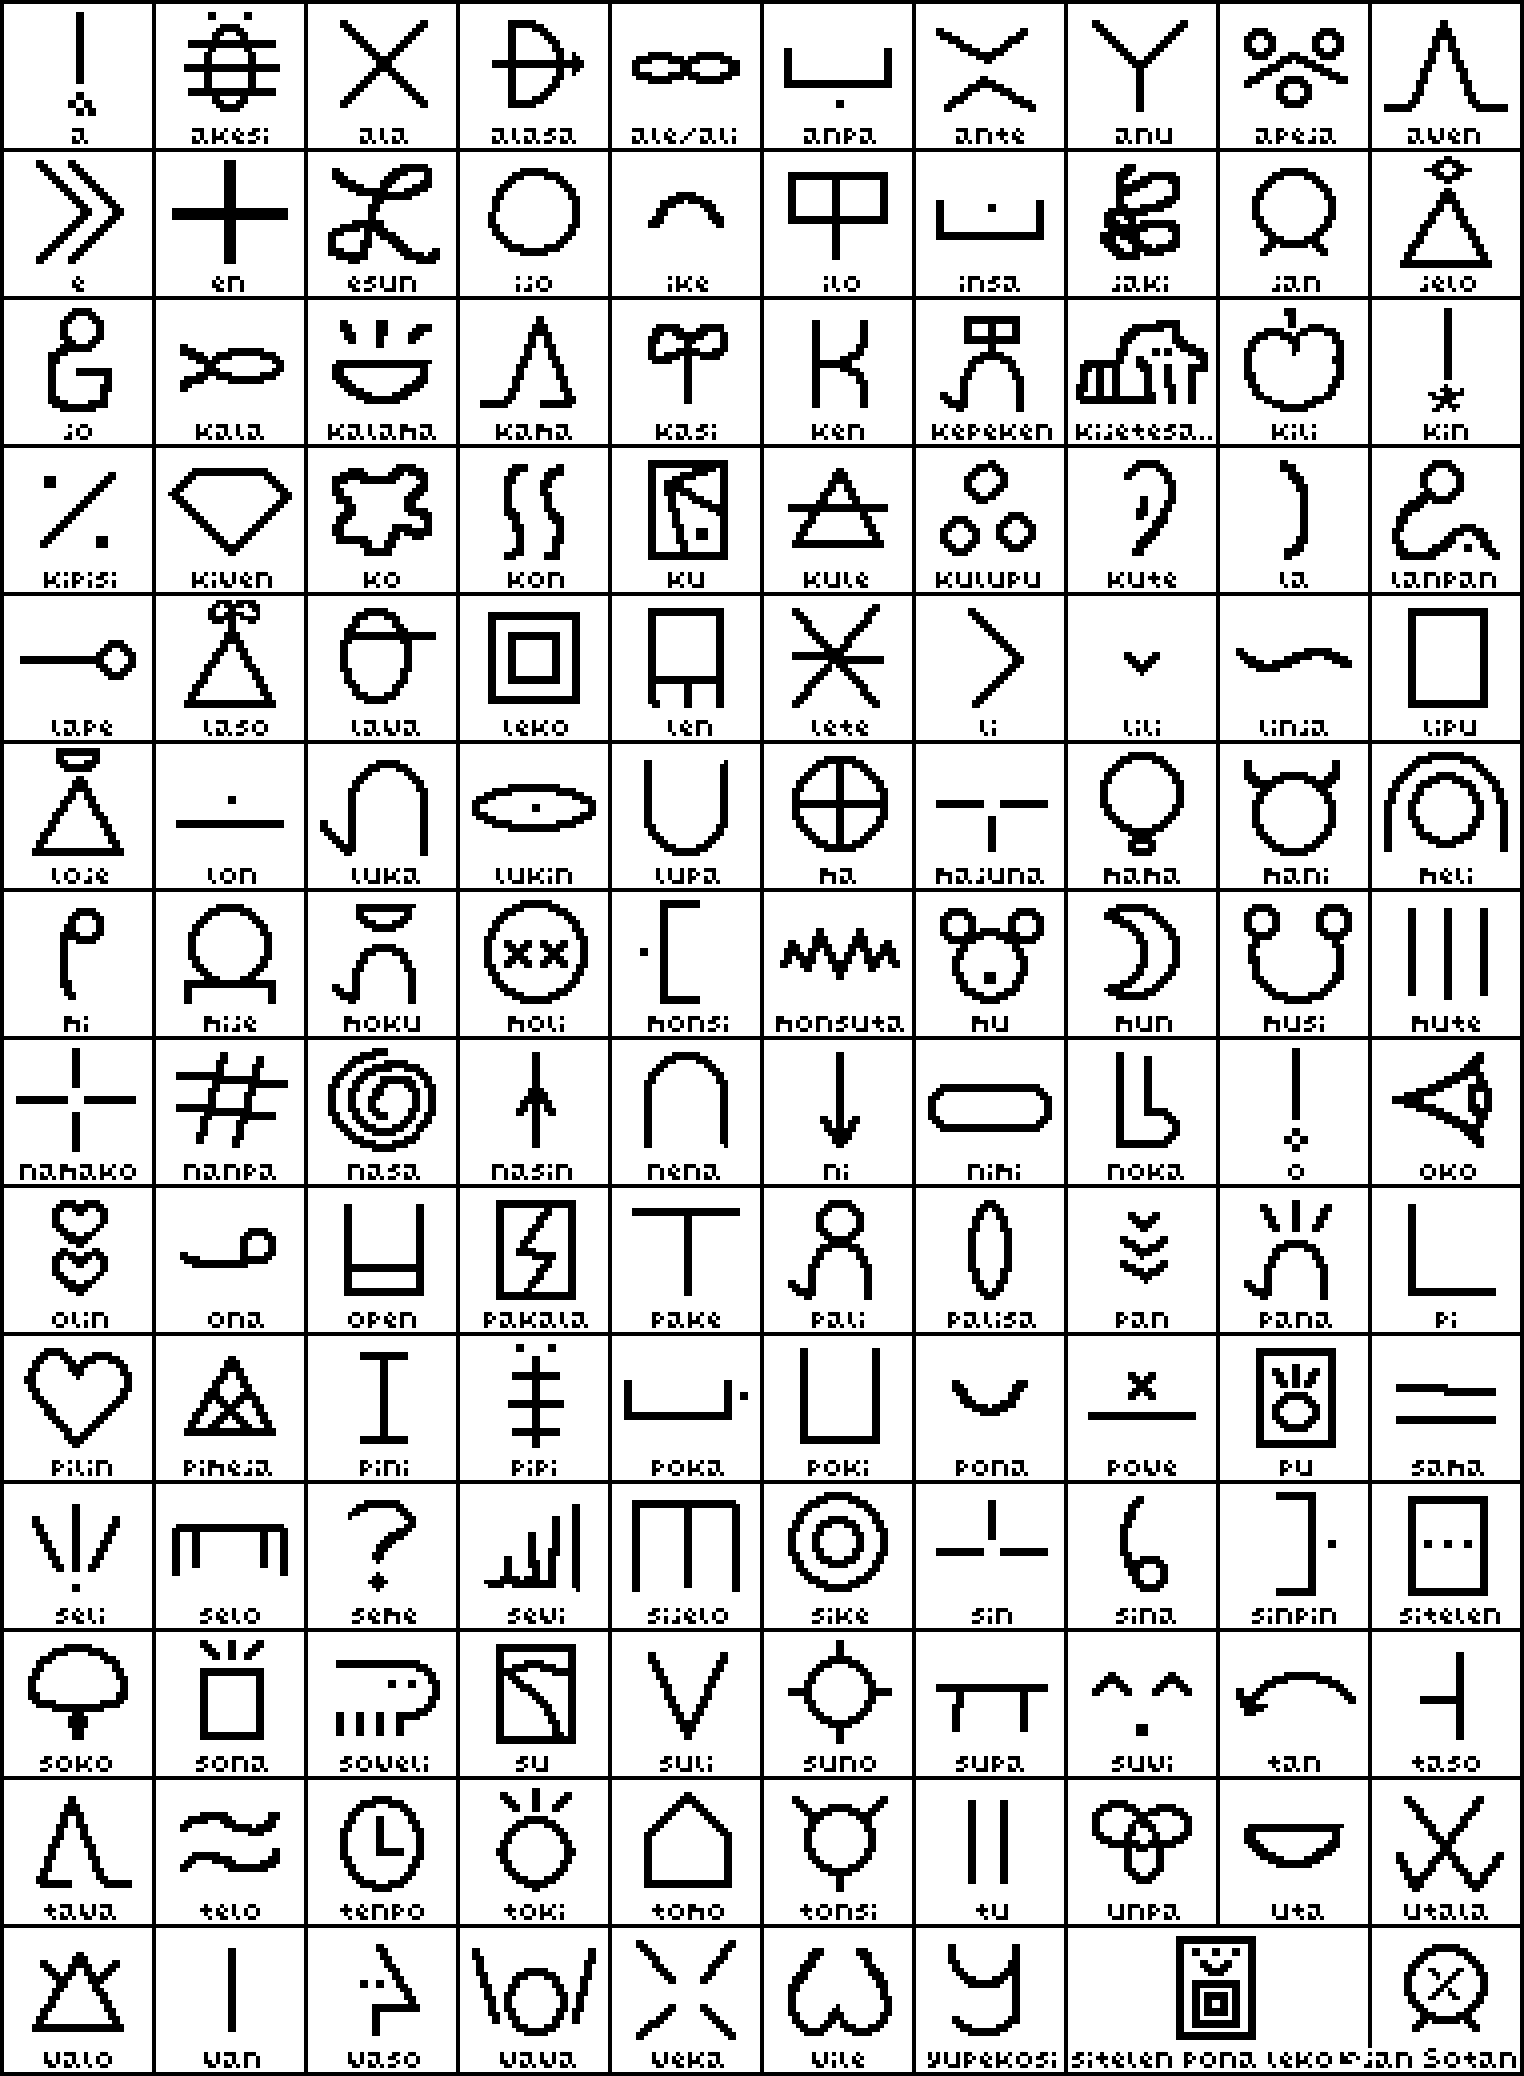 a akesi ala alasa ale/ali anpa ante anu apeja awen
e en esun ijo ike ilo insa jaki jan jelo
jo kala kalama kama kasi ken kepeken kijetesa.. kili kin
kipisi kiwen ko kon ku kule kulupu kute la lanpan
lape laso lawa leko len lete li lili linja lipu
loje lon luka lukin lupa ma majuna mama mani meli
mi mije moku moli monsi monsuta mu mun musi mute
namako nanpa nasa nasin nena ni nimi noka o oko
olin ona open pakala pake pali palisa pan pana pi
pilin pimeja pini pipi poka poki pona powe pu sama
seli selo seme sewi sijelo sike sin sina sinpin sitelen
soko sona soweli su suli suno supa suwi tan taso
tawa telo tenpo toki tomo tonsi tu unpa uta utala
walo wan waso wawa weka wile yupekosi sitelen pona leko jan Sotan